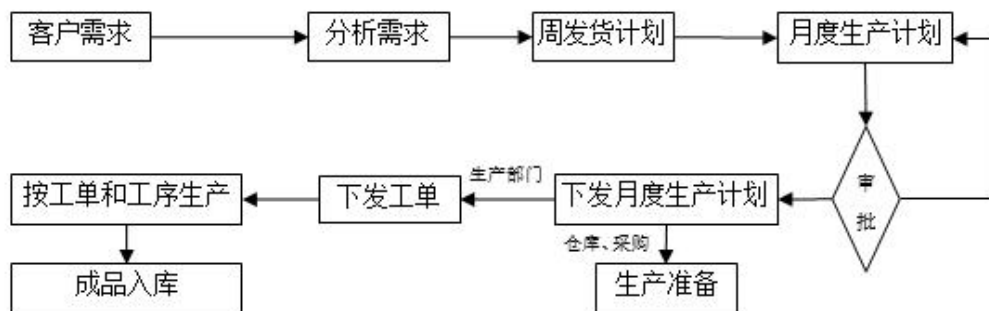 客户需求
分析需求
周发货计划
月度生产计划
审
批
按工单和工序生产
下发工单
生产部门
下发月度生产计划
仓库、采购
成品入库
生产准备